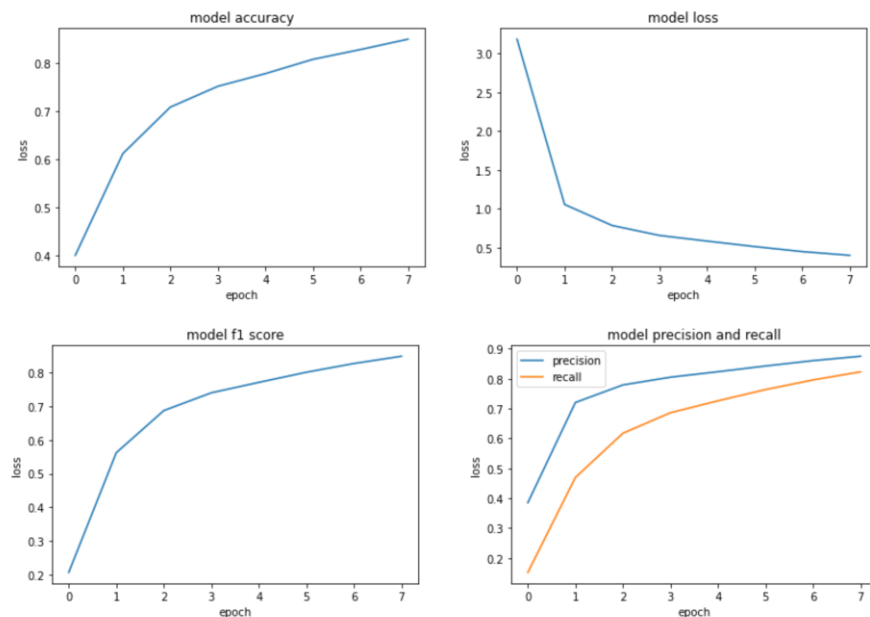 model accuracy
0.8
0.7
0.6
0.5
0.4
loss
0 1 2 3 4 5 6 7
epoch
model loss
3.0
2.5
2.0
1.5
1.0
0.5
loss
0 1 2 3 4 5 6 7
epoch
model f1 score
0.8
0.7
0.6
0.5
0.4
0.3
0.2
loss
0 1 2 3 4 5 6 7
epoch
model precision and recall
0.9
0.8
0.7
0.6
0.5
0.4
0.3
0.2
loss
precision
recall
0 1 2 3 4 5 6 7
epoch